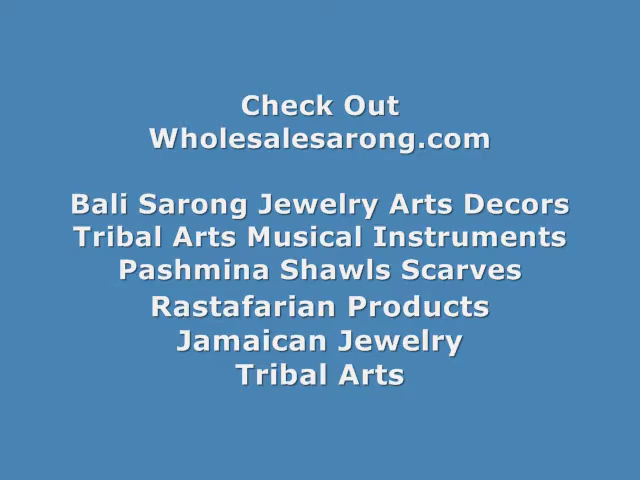 Check Out
Wholesalesarong.com
Bali Sarong Jewelry Arts Decors
Tribal Arts Musical Instruments
Pashmina Shawls Scarves
Rastafarian Products
Jamaican Jewelry
Tribal Arts